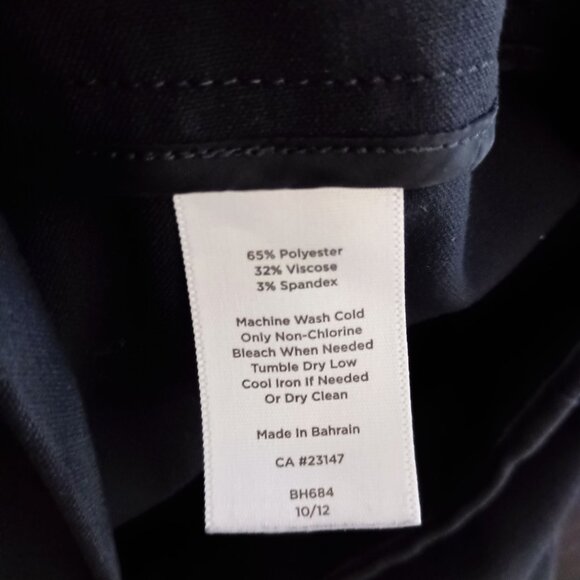 65% Polyester
32% Viscose
3% Spandex
Machine Wash Cold
Only Non-Chlorine
Bleach When Needed
Tumble Dry Low
Cool Iron If Needed
Or Dry Clean
Made In Bahrain
CA #23147
BH684
10/12